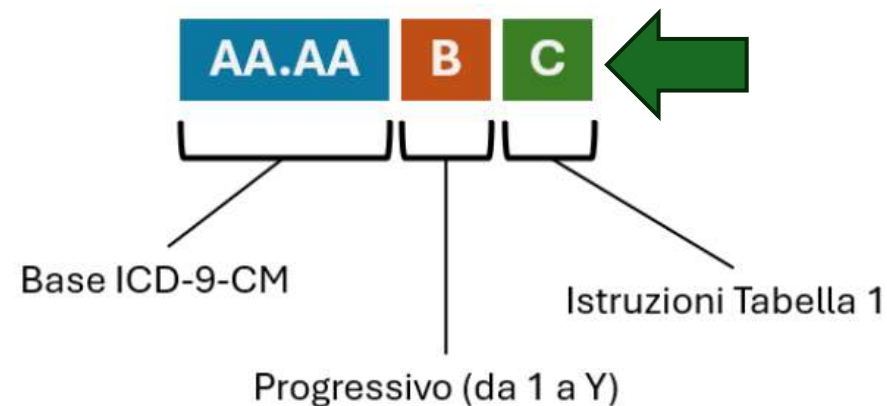 AA.AA B C
Base ICD-9-CM
Istruzioni Tabella 1
Progressivo (da 1 a Y)